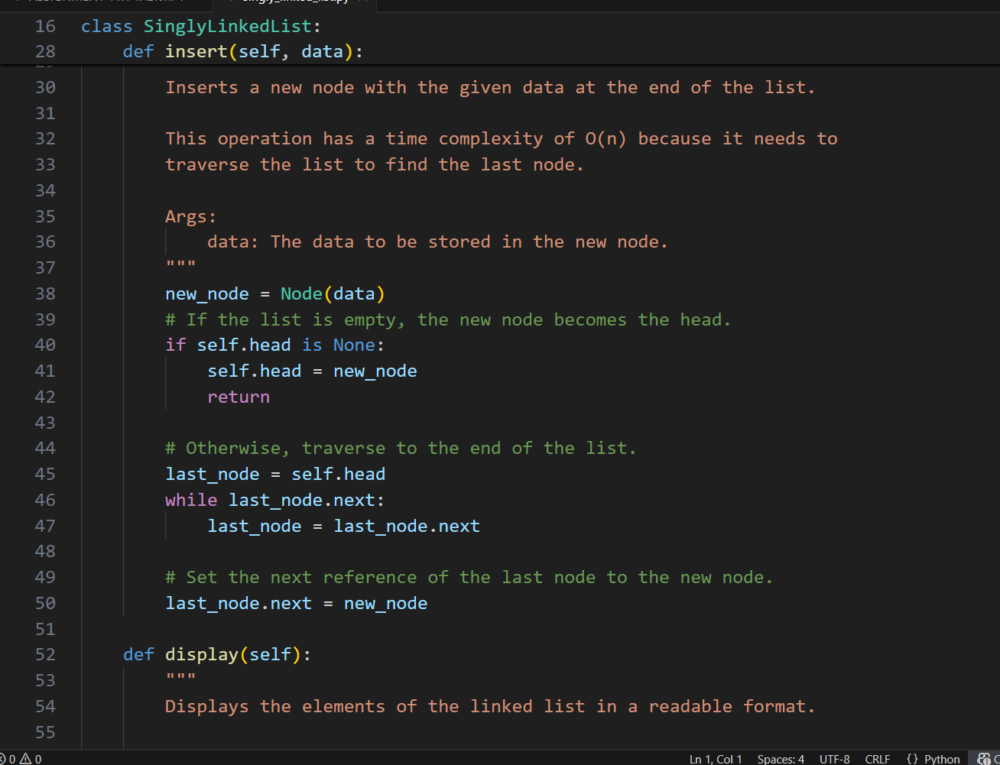 singly_linked_list.py
16 class SinglyLinkedList:
28     def insert(self, data):
29
30         Inserts a new node with the given data at the end of the list.
31
32         This operation has a time complexity of O(n) because it needs to
33         traverse the list to find the last node.
34
35         Args:
36             data: The data to be stored in the new node.
37         """
38         new_node = Node(data)
39         # If the list is empty, the new node becomes the head.
40         if self.head is None:
41             self.head = new_node
42             return
43
44         # Otherwise, traverse to the end of the list.
45         last_node = self.head
46         while last_node.next:
47             last_node = last_node.next
48
49         # Set the next reference of the last node to the new node.
50         last_node.next = new_node
51
52     def display(self):
53         """
54         Displays the elements of the linked list in a readable format.
55
0 0 Ln 1, Col 1 Spaces: 4 UTF-8 CRLF {} Python